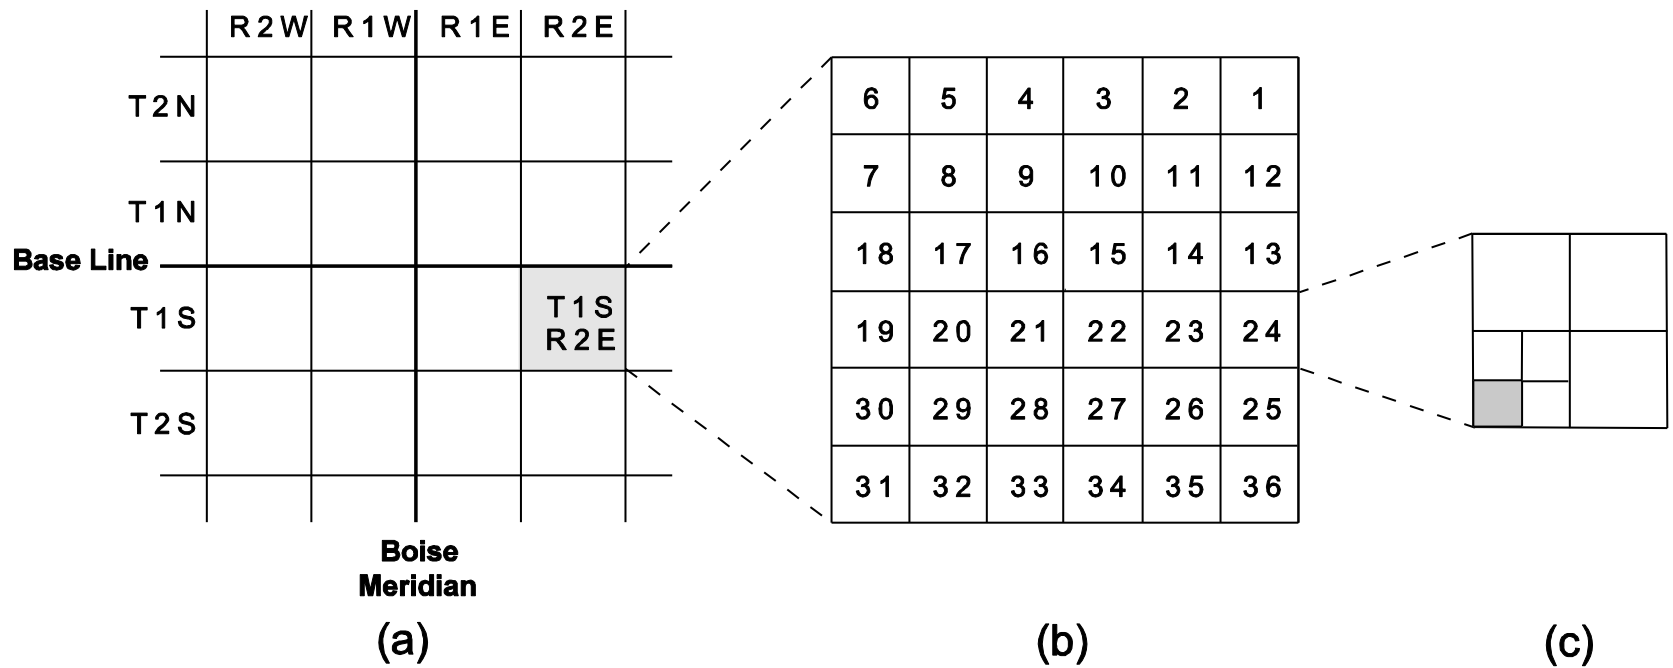 R2W R1W R1E R2E
T2N
T1N
Base Line
T1S
T1S
R2E
T2S
Boise
Meridian
(a)
6 5 4 3 2 1
7 8 9 10 11 12
18 17 16 15 14 13
19 20 21 22 23 24
30 29 28 27 26 25
31 32 33 34 35 36
(b)
(c)